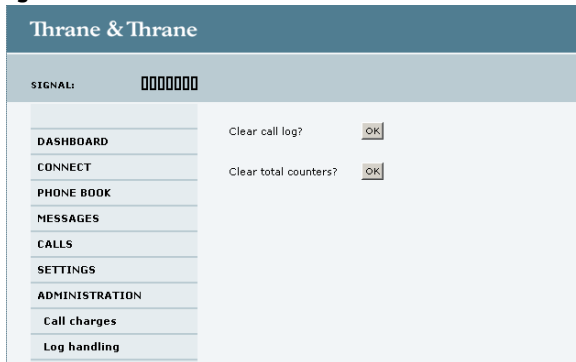 Thrane & Thrane
SIGNAL:
DASHBOARD
CONNECT
PHONE BOOK
MESSAGES
CALLS
SETTINGS
ADMINISTRATION
Call charges
Log handling
Clear call log? OK
Clear total counters? OK